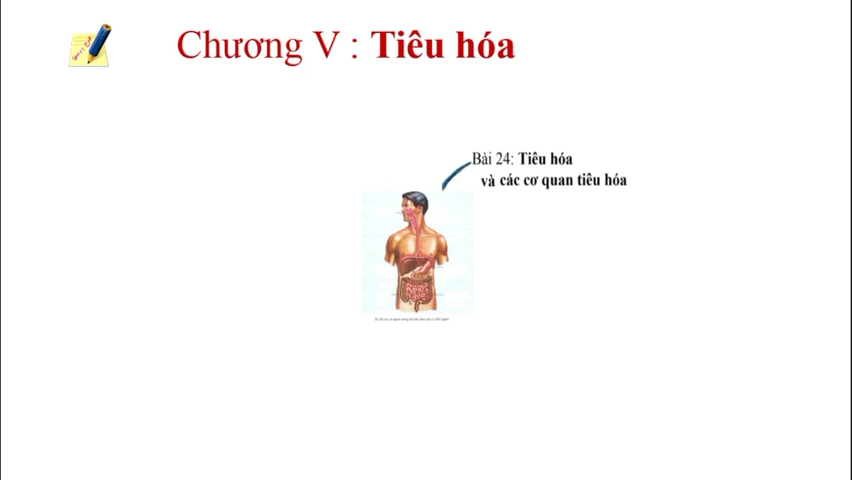 Chương V : Tiêu hóa
Bài 24: Tiêu hóa
và các cơ quan tiêu hóa